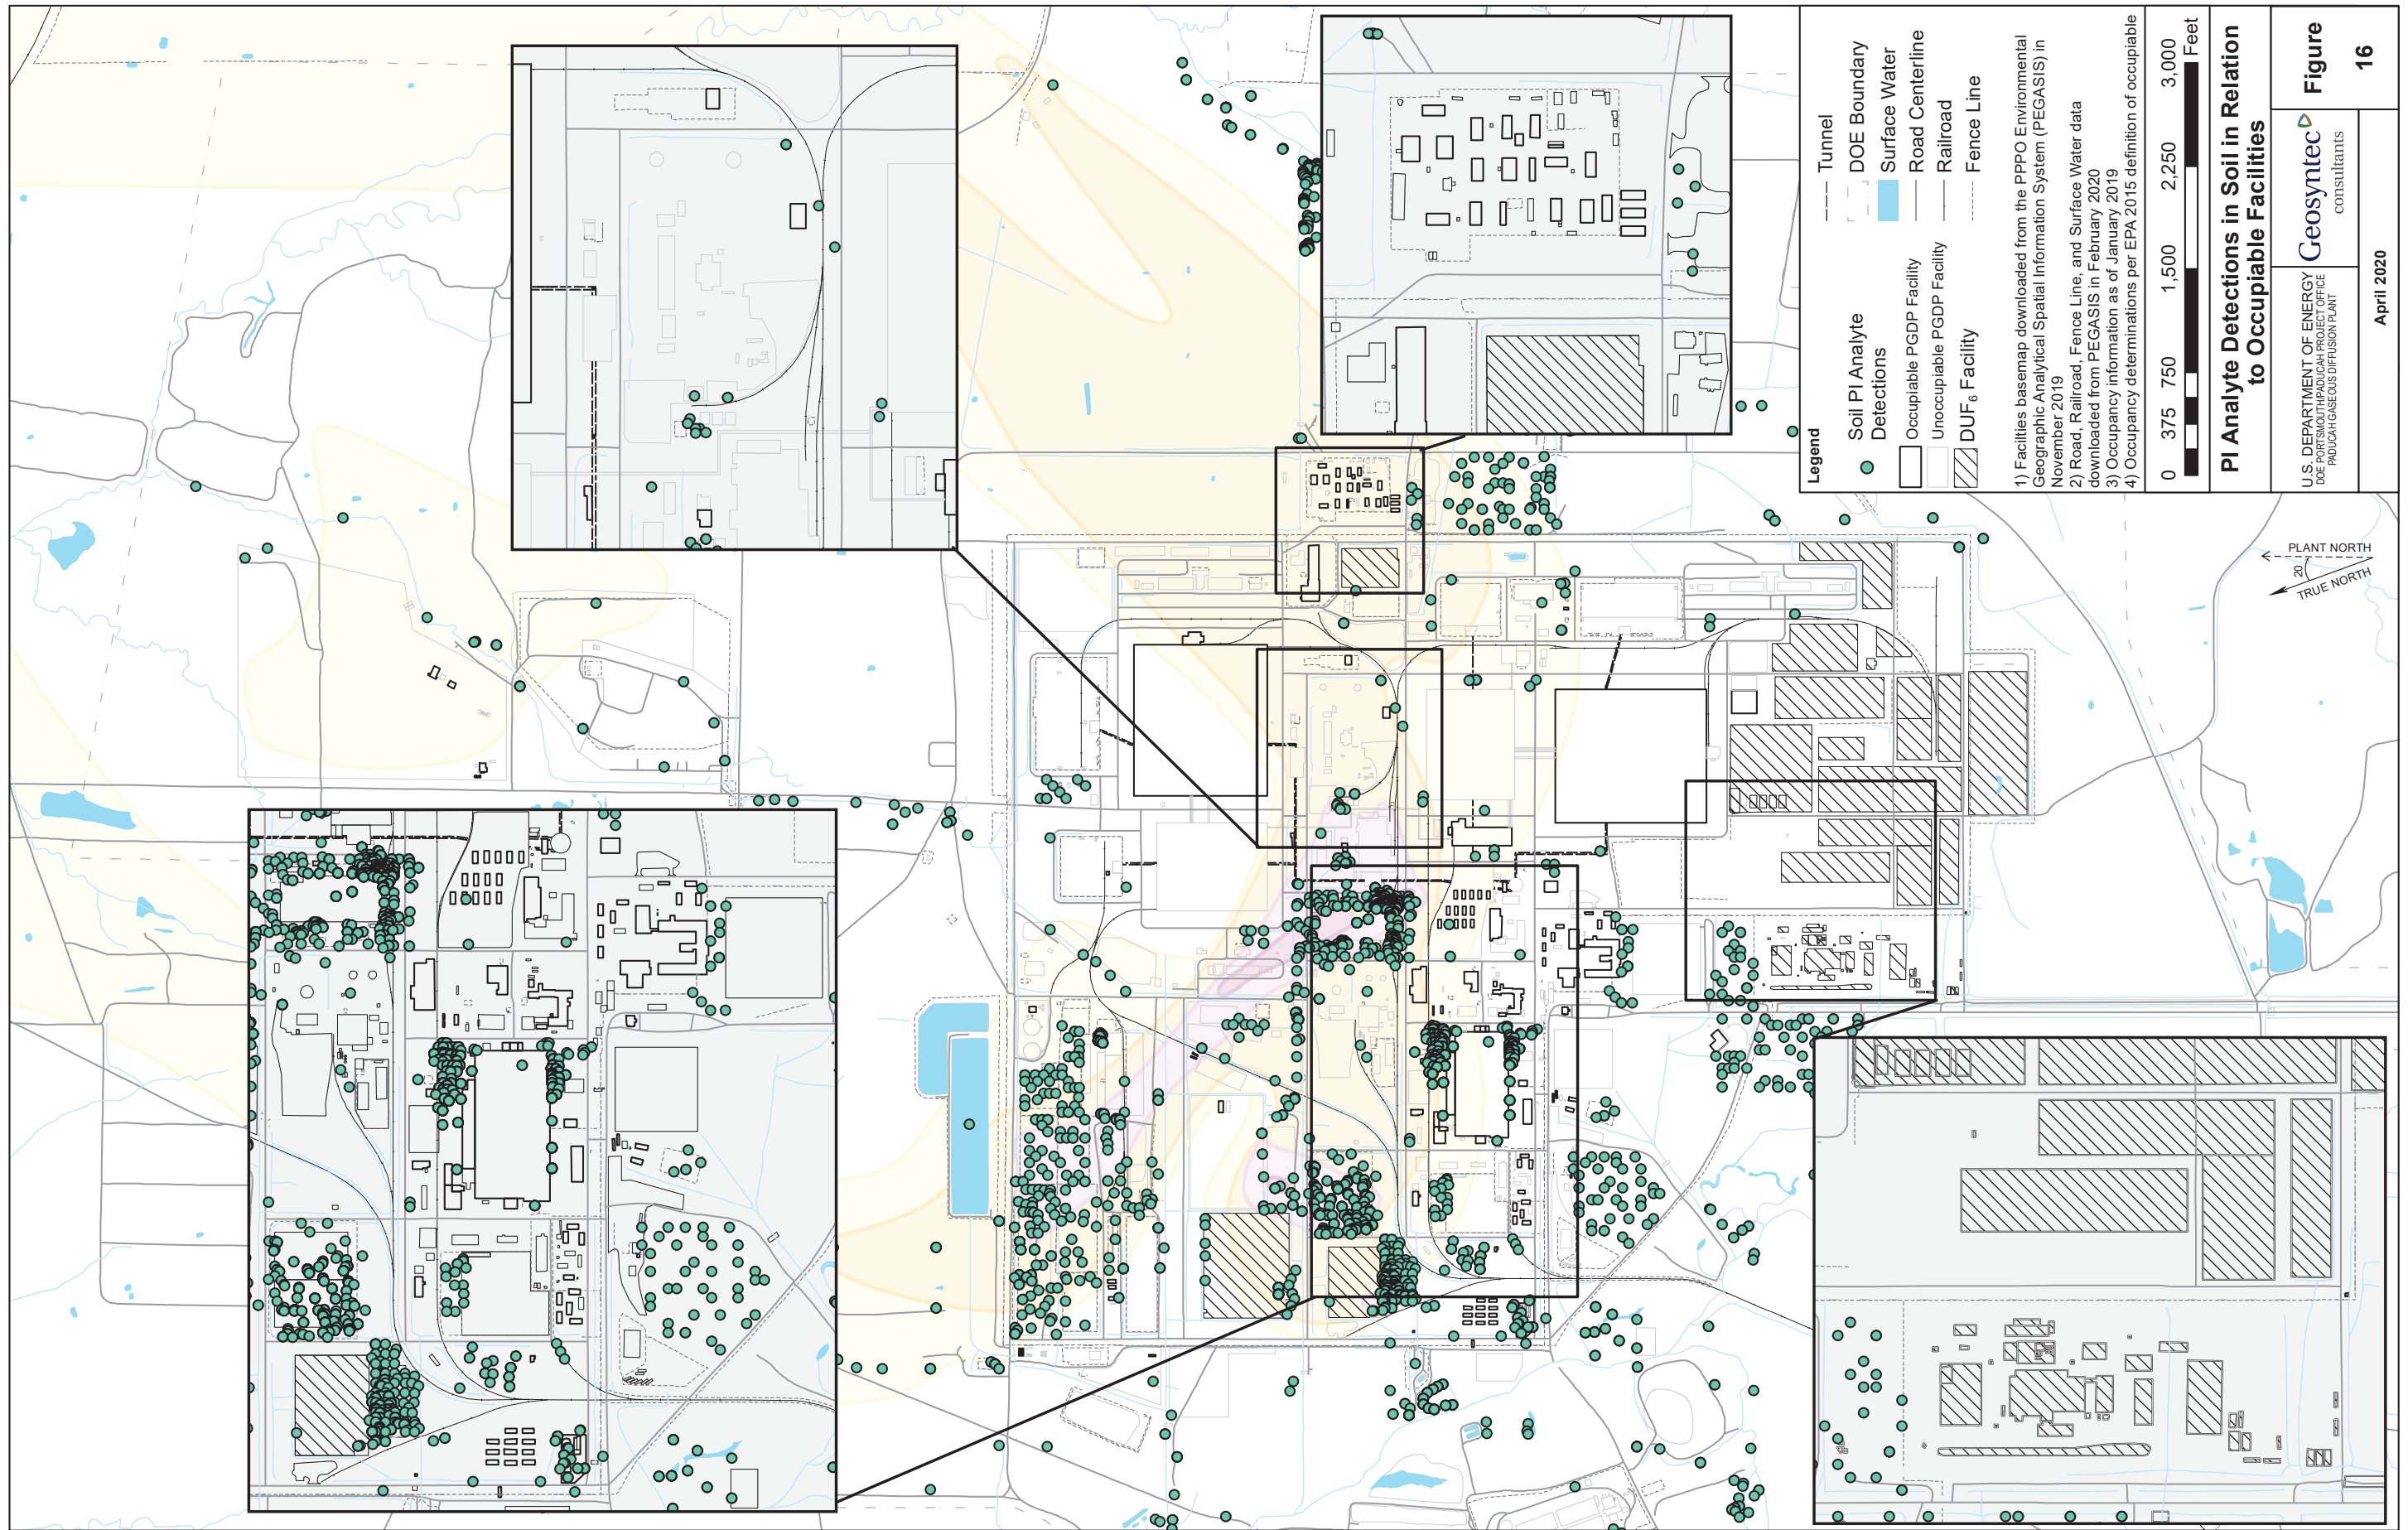 PLANT NORTH
20
TRUE NORTH
Legend
Soil PI Analyte
Detections
Occupiable PGDP Facility
Unoccupiable PGDP Facility
DUF6 Facility
Tunnel
DOE Boundary
Surface Water
Road Centerline
Railroad
Fence Line
1) Facilities basemap downloaded from the PPPO Environmental
Geographic Analytical Spatial Information System (PEGASIS) in
November 2019
2) Road, Railroad, Fence Line, and Surface Water data
downloaded from PEGASIS in February 2020
3) Occupancy information as of January 2019
4) Occupancy determinations per EPA 2015 definition of occupiable
0 375 750 1,500 2,250 3,000
Feet
PI Analyte Detections in Soil in Relation
to Occupiable Facilities
U.S. DEPARTMENT OF ENERGY
DOE PORTSMOUTH/PADUCAH PROJECT OFFICE
PADUCAH GASEOUS DIFFUSION PLANT
Geosyntec
consultants
April 2020
Figure
16